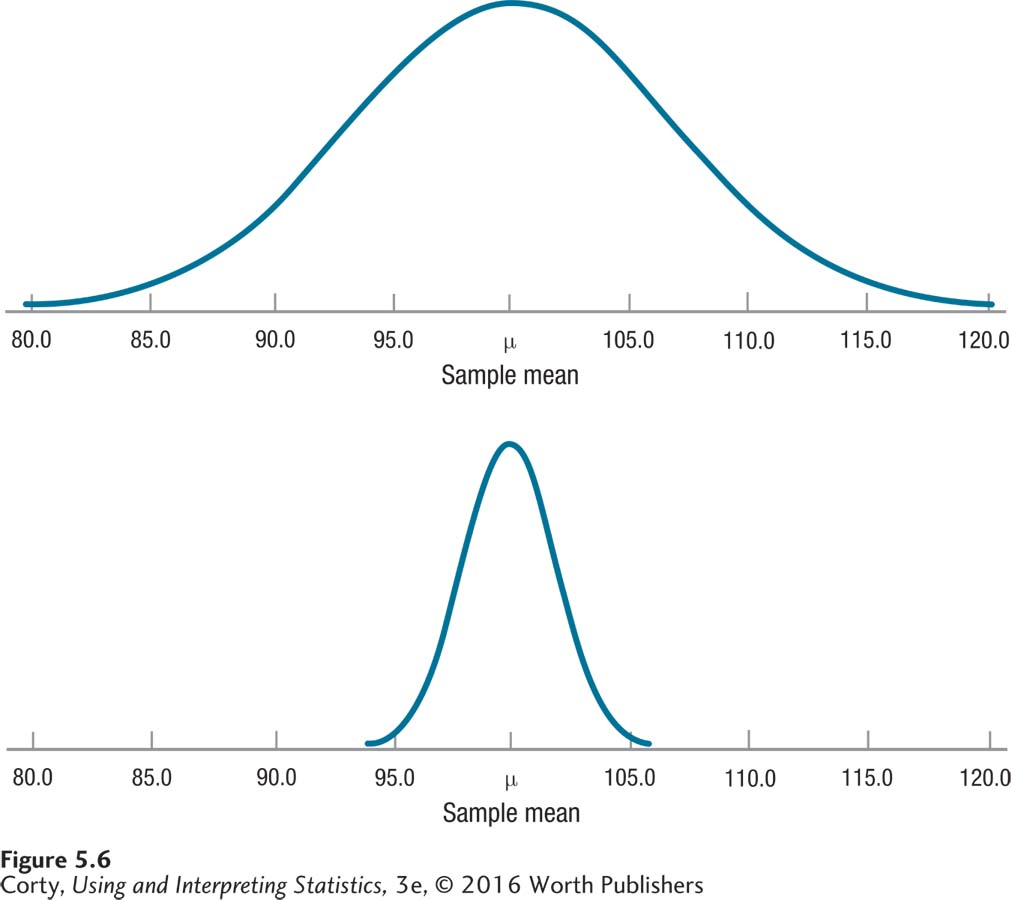 80.0 85.0 90.0 95.0 μ 105.0 110.0 115.0 120.0
Sample mean
80.0 85.0 90.0 95.0 μ 105.0 110.0 115.0 120.0
Sample mean
Figure 5.6
Corty, Using and Interpreting Statistics, 3e, © 2016 Worth Publishers